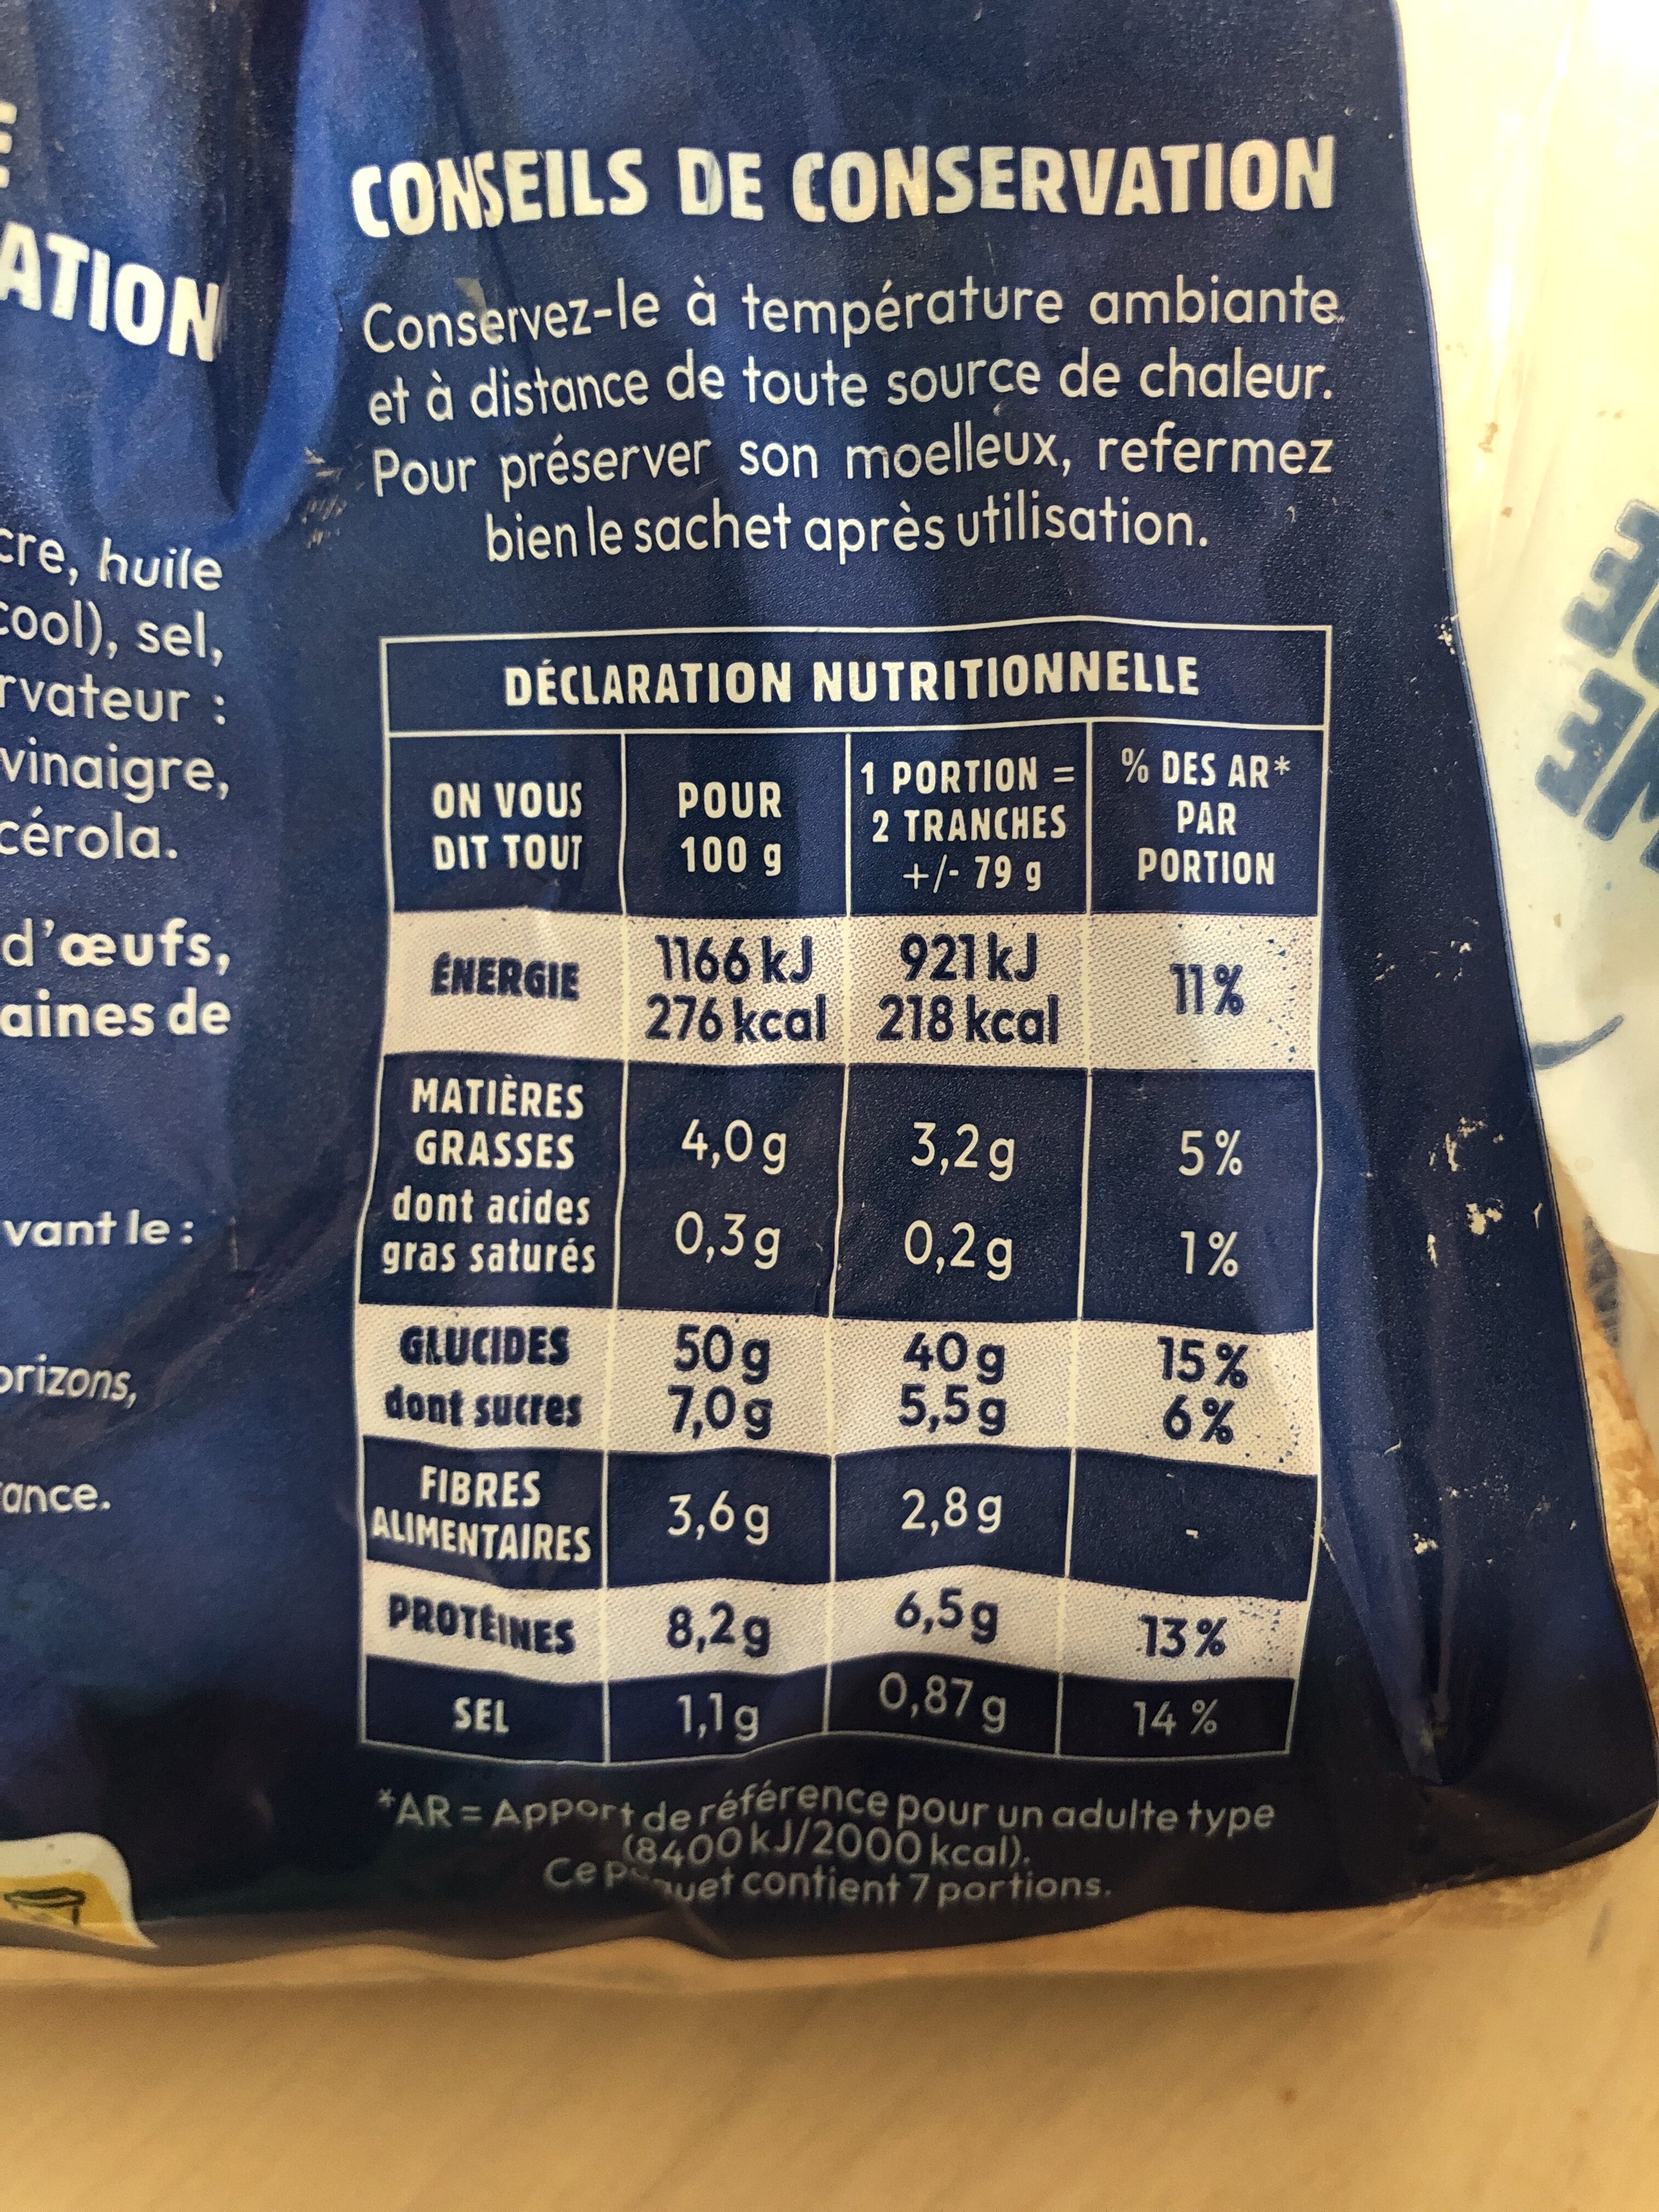 ATION
cre, huile
cool), sel,
rvateur :
vinaigre,
cérola.
d'œufs,
aines de
vant le :
orizons,
rance.
CONSEILS DE CONSERVATION
Conservez-le à température ambiante
et à distance de toute source de chaleur.
Pour préserver son moelleux, refermez
bien le sachet après utilisation.
DÉCLARATION NUTRITIONNELLE
ON VOUS DIT TOUT POUR 100 g 1 PORTION = 2 TRANCHES +/- 79 g % DES AR* PAR PORTION
ÉNERGIE 1166 kJ 276 kcal 921 kJ 218 kcal 11%
MATIÈRES GRASSES 4,0 g 3,2 g 5%
dont acides gras saturés 0,3 g 0,2 g 1%
GLUCIDES 50 g 40 g 15%
dont sucres 7,0 g 5,5 g 6%
FIBRES ALIMENTAIRES 3,6 g 2,8 g -
PROTÉINES 8,2 g 6,5 g 13%
SEL 1,1 g 0,87 g 14 %
*AR = Apport de référence pour un adulte type
(8400 kJ/2000 kcal).
Ce paquet contient 7 portions.